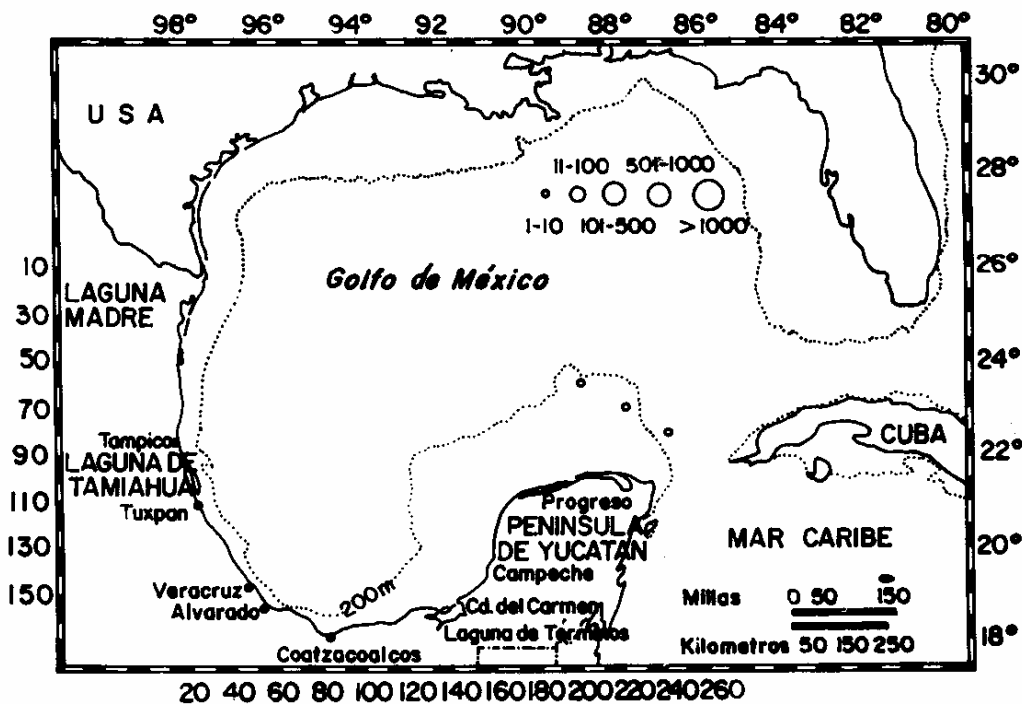 98° 96° 94° 92° 90° 88° 86° 84° 82° 80°
30°
USA
11-100 501-1000
28°
1-10 101-500 >1000
10
26°
Golfo de México
LAGUNA
MADRE
30
50
24°
70
Tampico
CUBA
90
22°
LAGUNA DE
TAMIAHUA
110
Progreso
Tuxpan
PENINSULA
MAR CARIBE
130
DE YUCATAN
20°
Campeche
Veracruz
200m
Millas 0 50 150
150
Alvarado
Cd. del Carmen
Laguna de Términos
18°
Kilometros 50 150 250
Coatzacoalcos
20 40 60 80 100 120 140 160 180 200 220 240 260